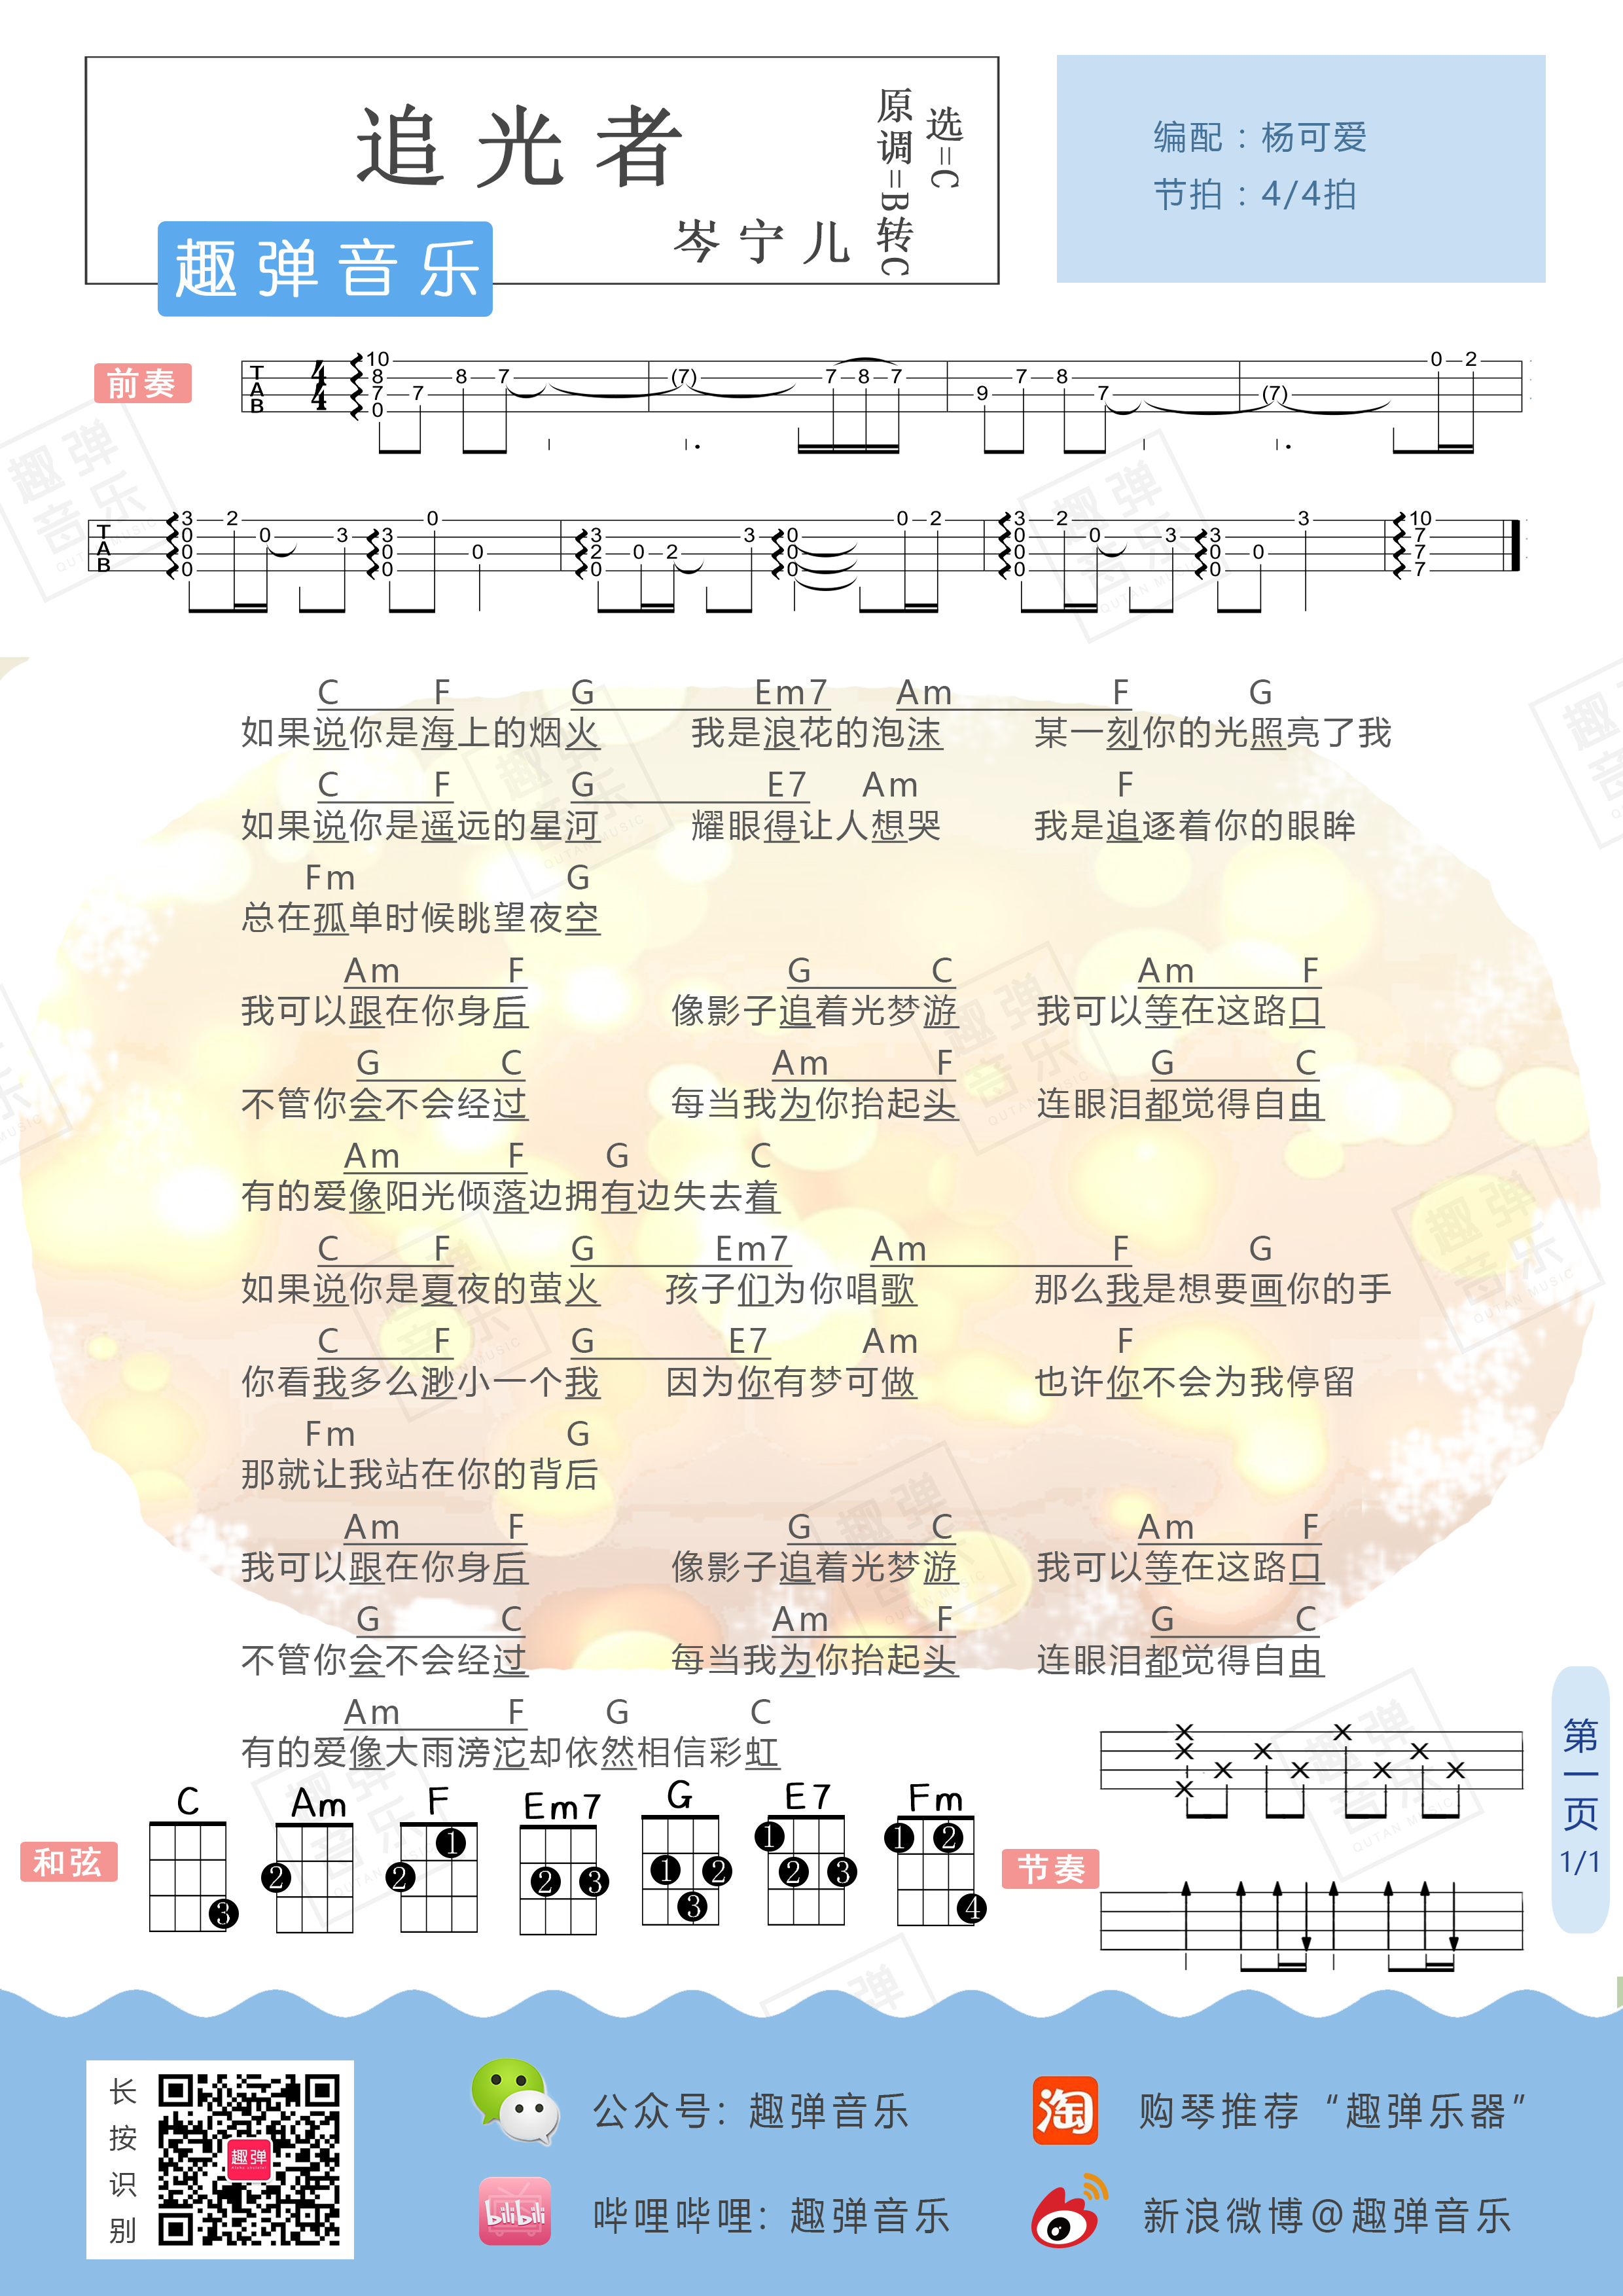 追光者
岑宁儿
原调=B转C
选=C
趣弹音乐
编配：杨可爱
节拍：4/4拍
前奏
C F G Em7 Am F G
如果说你是海上的烟火 我是浪花的泡沫 某一刻你的光照亮了我
C F G E7 Am F
如果说你是遥远的星河 耀眼得让人想哭 我是追逐着你的眼眸
Fm G
总在孤单时候眺望夜空
Am F G C Am F
我可以跟在你身后 像影子追着光梦游 我可以等在这路口
G C Am F G C
不管你会不会经过 每当我为你抬起头 连眼泪都觉得自由
Am F G C
有的爱像阳光倾落边拥有边失去着
C F G Em7 Am F G
如果说你是夏夜的萤火 孩子们为你唱歌 那么我是想要画你的手
C F G E7 Am F
你看我多么渺小一个我 因为你有梦可做 也许你不会为我停留
Fm G
那就让我站在你的背后
Am F G C Am F
我可以跟在你身后 像影子追着光梦游 我可以等在这路口
G C Am F G C
不管你会不会经过 每当我为你抬起头 连眼泪都觉得自由
Am F G C
有的爱像大雨滂沱却依然相信彩虹
和弦
C Am F Em7 G E7 Fm
节奏
第一页
1/1
长按识别
公众号：趣弹音乐
购琴推荐“趣弹乐器”
哔哩哔哩：趣弹音乐
新浪微博@趣弹音乐